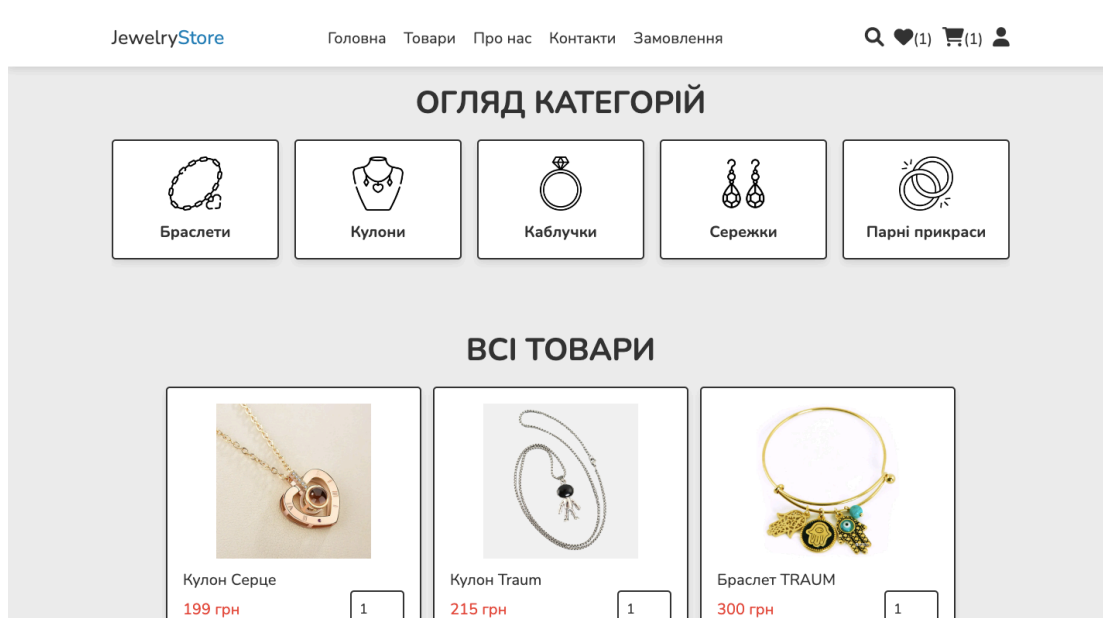 JewelryStore Головна Товари Про нас Контакти Замовлення (1) (1)
ОГЛЯД КАТЕГОРІЙ
Браслети Кулони Каблучки Сережки Парні прикраси
ВСІ ТОВАРИ
Кулон Серце Кулон Traum Браслет TRAUM
199 грн 1 215 грн 1 300 грн 1